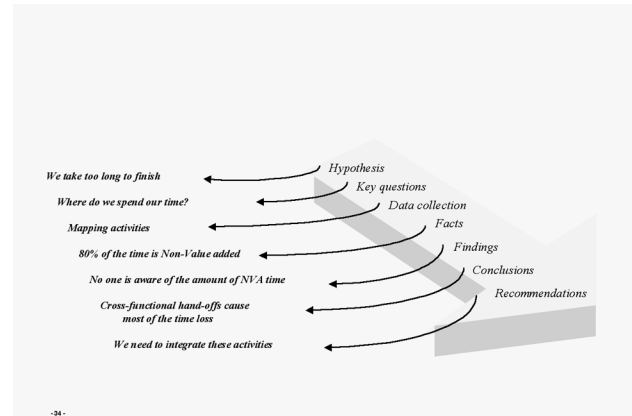 Hypothesis
We take too long to finish
Key questions
Where do we spend our time?
Data collection
Mapping activities
Facts
80% of the time is Non-Value added
Findings
No one is aware of the amount of NVA time
Conclusions
Cross-functional hand-offs cause
most of the time loss
Recommendations
We need to integrate these activities
- 34 -